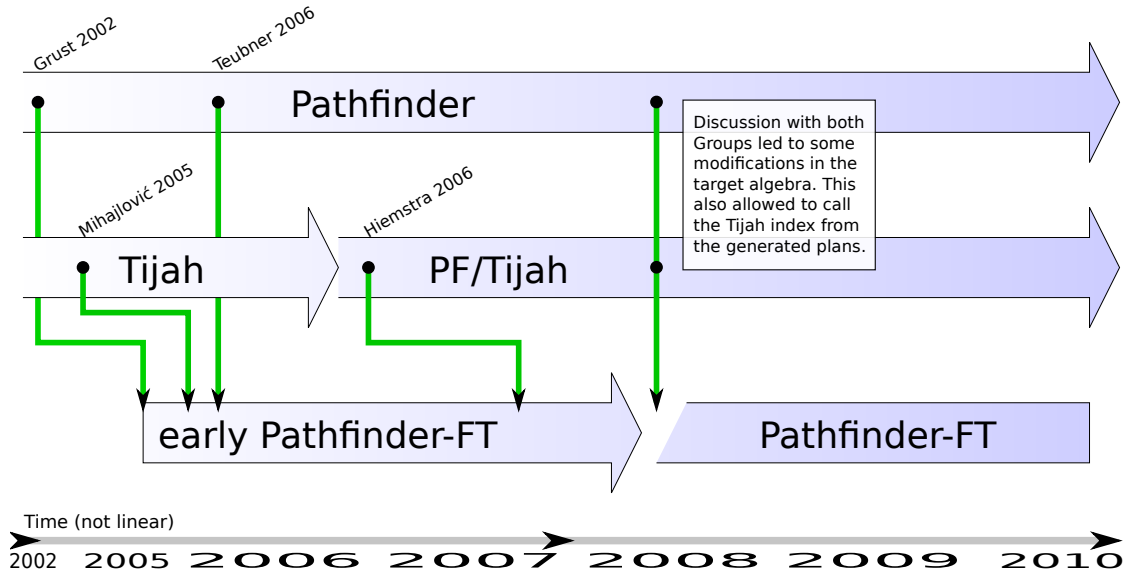 Grust 2002
Teubner 2006
Pathfinder
Discussion with both
Groups led to some
modifications in the
target algebra. This
also allowed to call
the Tijah index from
the generated plans.
Mihajlović 2005
Hiemstra 2006
Tijah
PF/Tijah
early Pathfinder-FT
Pathfinder-FT
Time (not linear)
2002 2005 2006 2007 2008 2009 2010